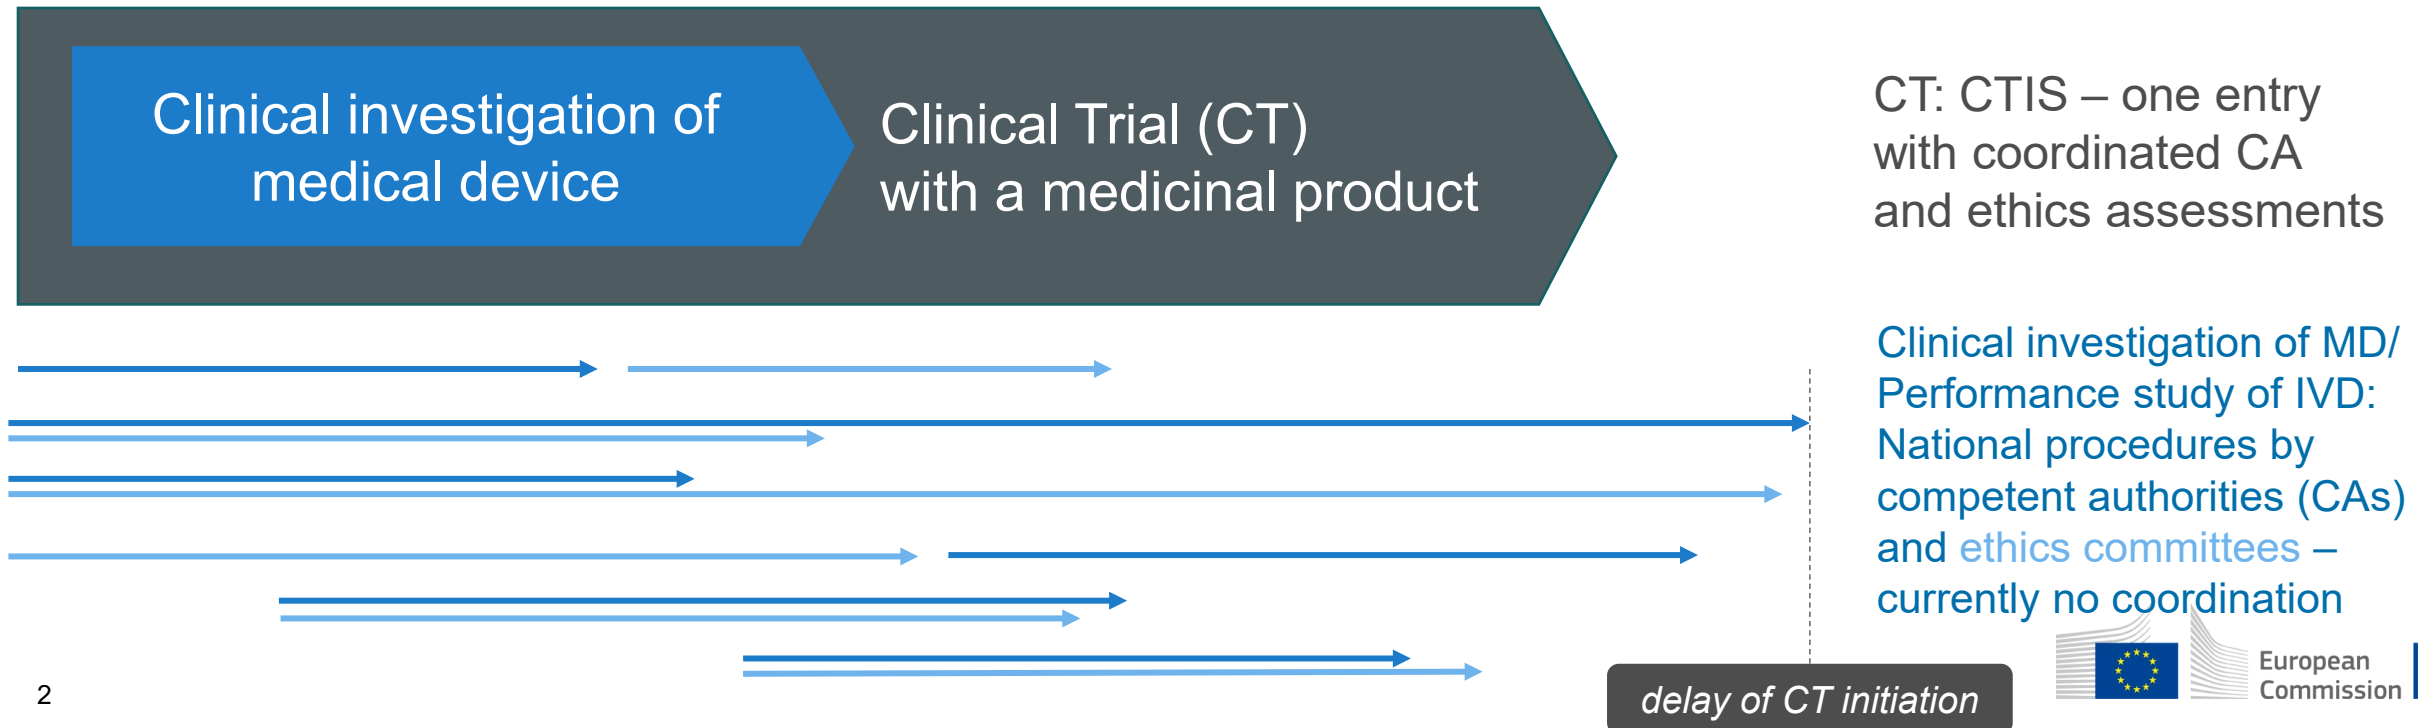 Clinical investigation of
medical device
Clinical Trial (CT)
with a medicinal product
CT: CTIS – one entry
with coordinated CA
and ethics assessments
Clinical investigation of MD/
Performance study of IVD:
National procedures by
competent authorities (CAs)
and ethics committees –
currently no coordination
delay of CT initiation
2
European
Commission